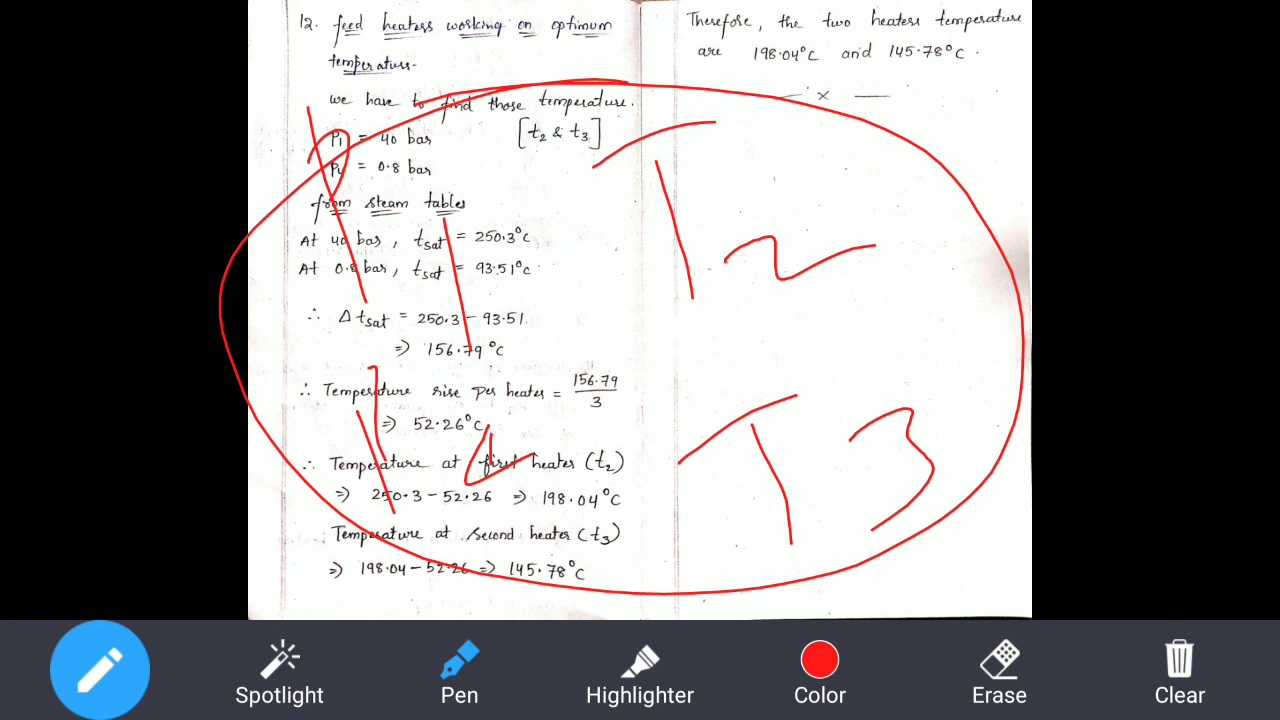 12. feed heaters working on optimum
temperature.
we have to find those temperature.
[t2 & t3]
P1 = 40 bar
P4 = 0.8 bar
from steam tables
At 40 bar, tsat = 250.3°C
At 0.8 bar, tsat = 93.51°C
∴ Δtsat = 250.3 - 93.51
⇒ 156.79°C
∴ Temperature rise per heater = 156.79/3
⇒ 52.26°C
∴ Temperature at first heater (t2)
⇒ 250.3 - 52.26 ⇒ 198.04°C
Temperature at second heater (t3)
⇒ 198.04 - 52.26 ⇒ 145.78°C
Therefore, the two heaters temperature
are 198.04°C and 145.78°C.
— x —
T2
T3
Spotlight
Pen
Highlighter
Color
Erase
Clear